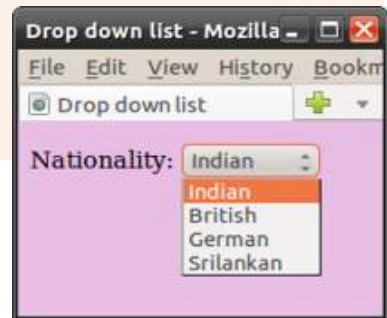 Drop down list - Mozilla
File Edit View History Bookm
Drop down list
Nationality: Indian
Indian
British
German
Srilankan